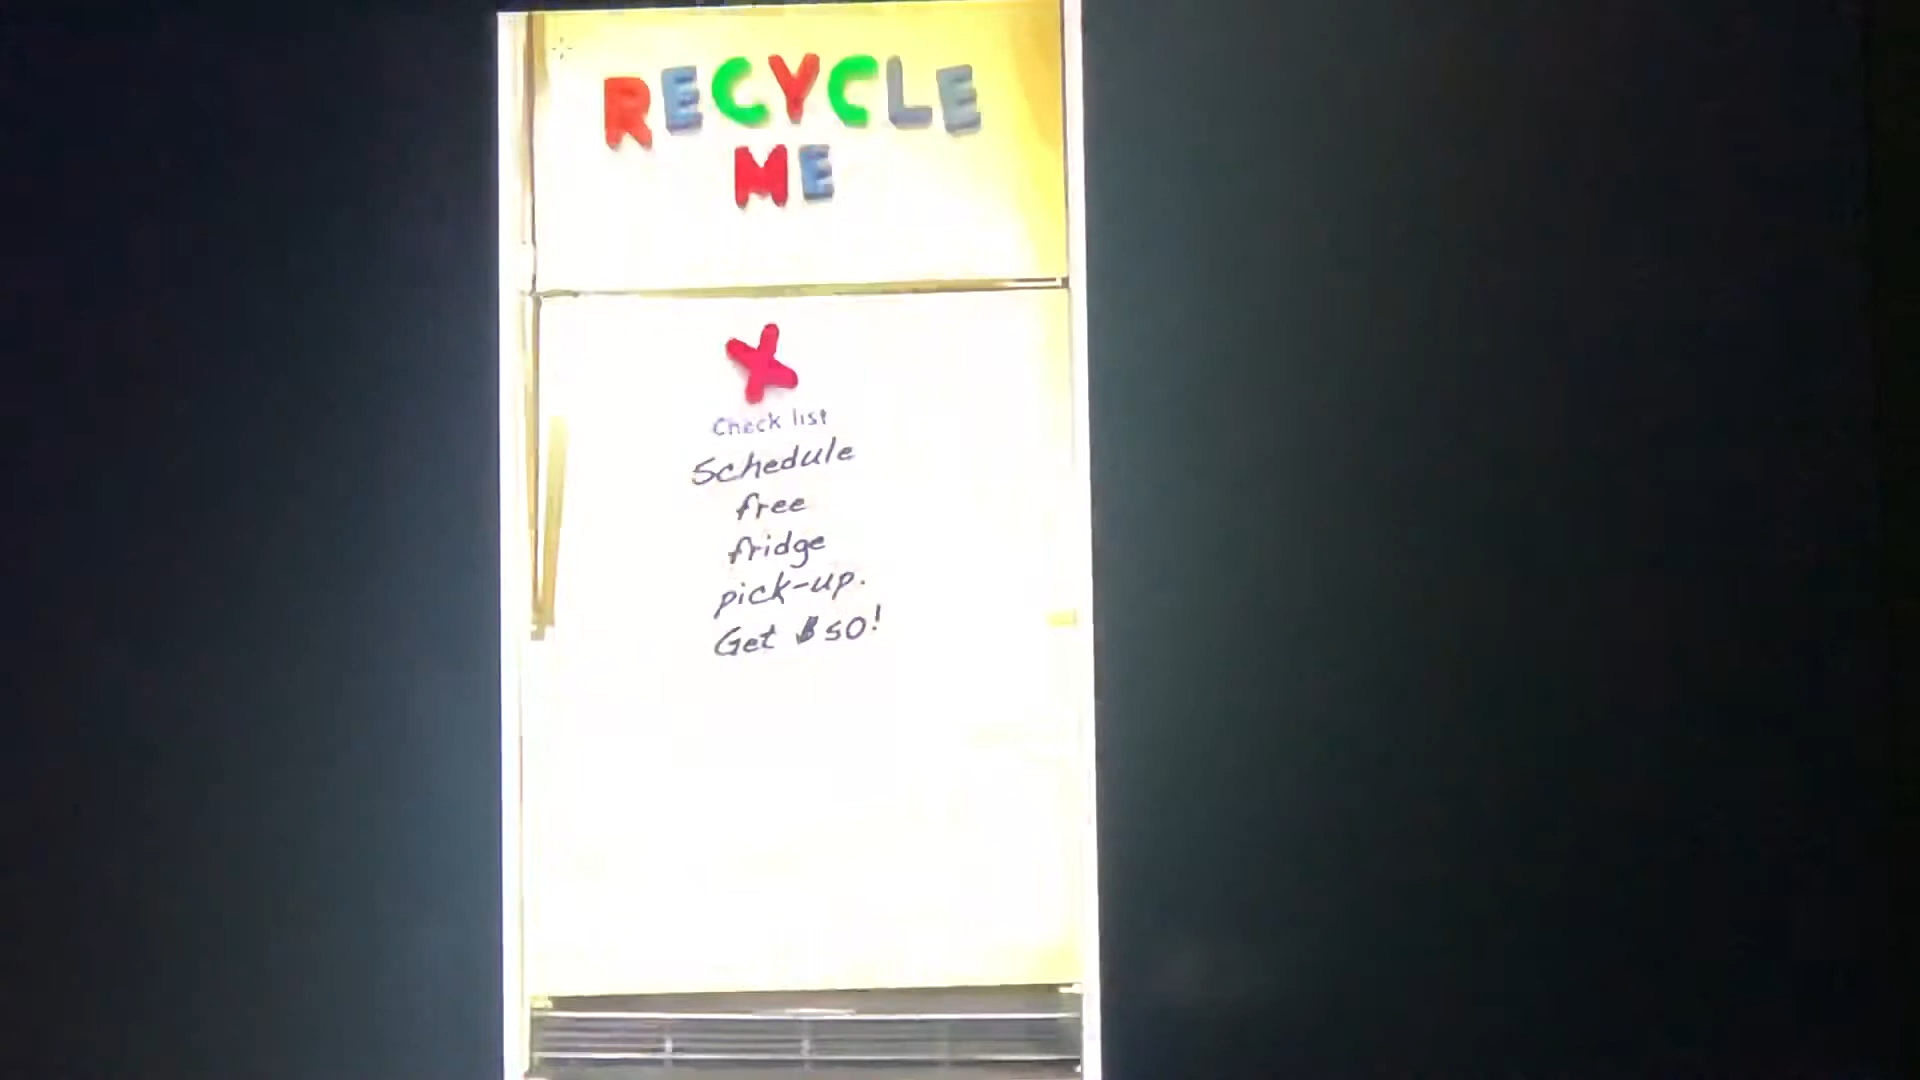 RECYCLE
ME
X
Check list
Schedule
free
fridge
pick-up.
Get $50!